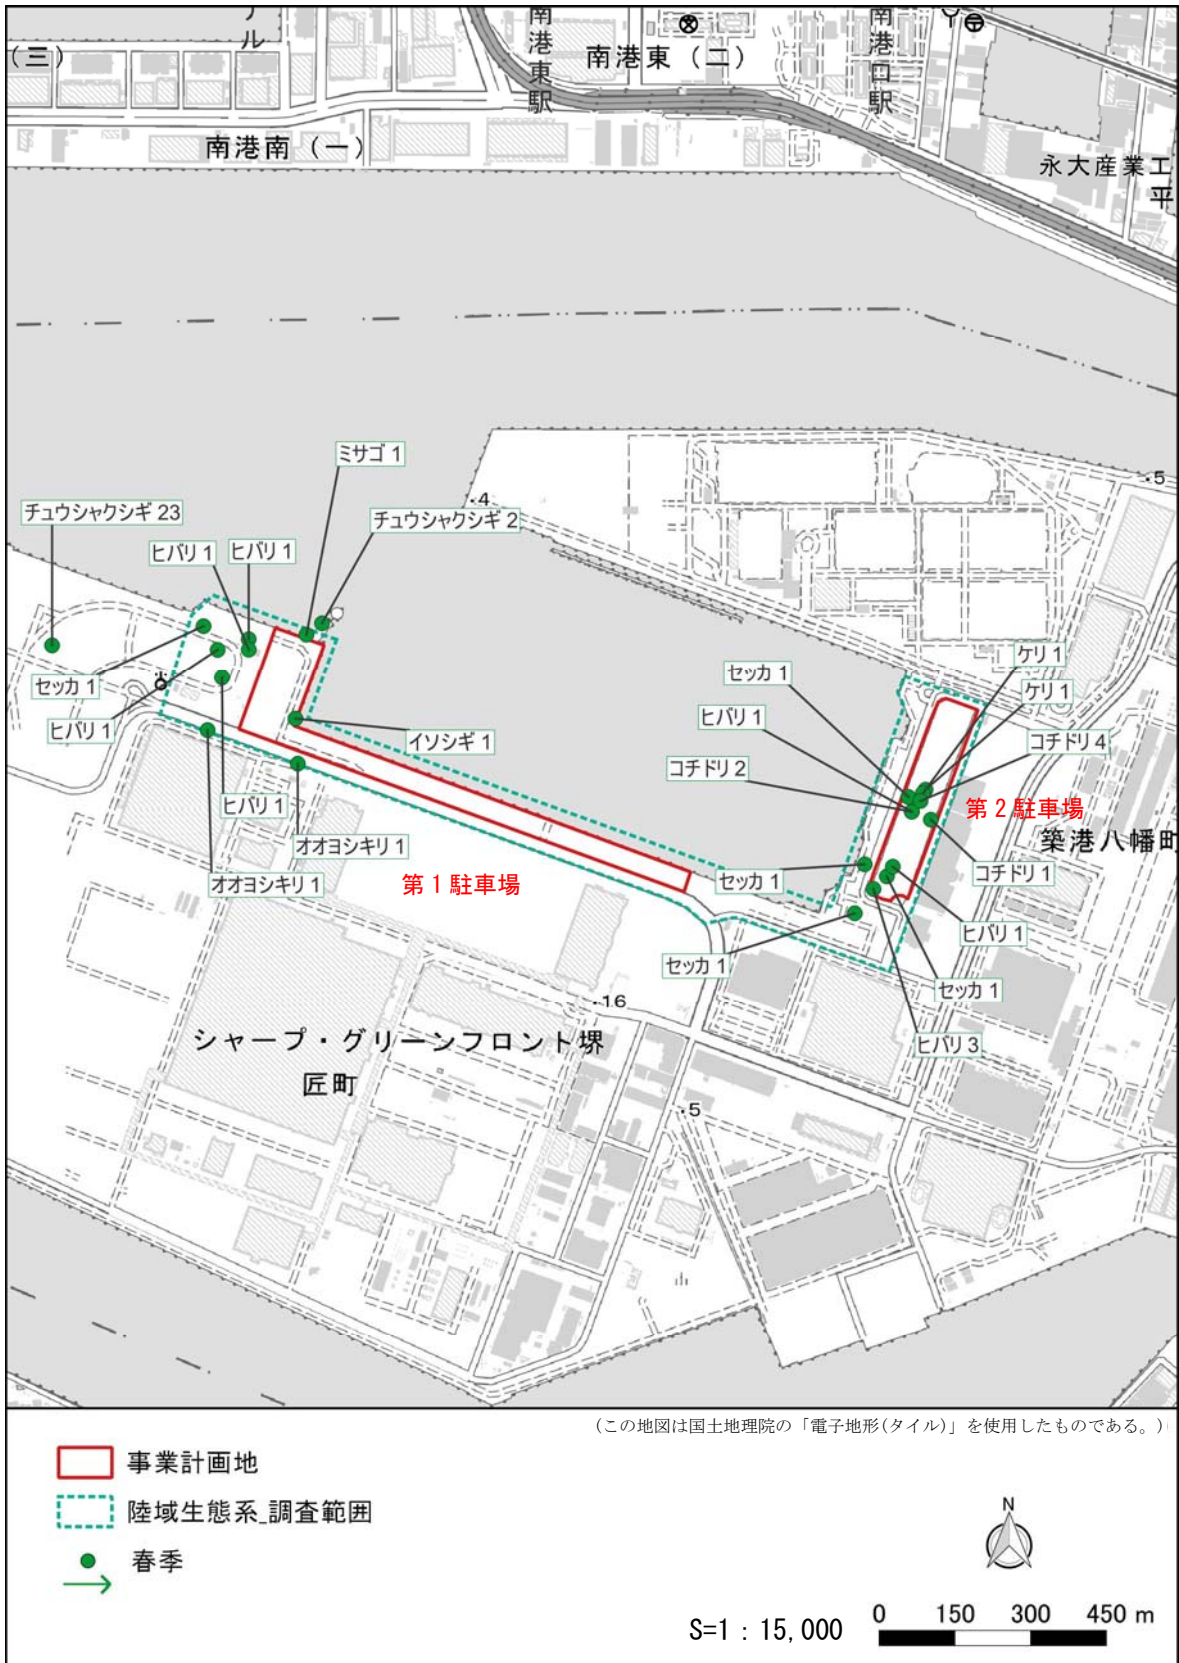 (三)
ナル
南港東駅
南港東（二）
南港口駅
南港南（一）
永大産業工
平
ミサゴ 1
チュウシャクシギ 23
チュウシャクシギ 2
ヒバリ 1
ヒバリ 1
・4
・5
セッカ 1
ヒバリ 1
イソシギ 1
ヒバリ 1
オオヨシキリ 1
オオヨシキリ 1
第1駐車場
ケリ 1
セッカ 1
ケリ 1
ヒバリ 1
コチドリ 4
コチドリ 2
第2駐車場
築港八幡町
セッカ 1
コチドリ 1
ヒバリ 1
セッカ 1
セッカ 1
ヒバリ 3
・16
シャープ・グリーンフロント堺
匠町
・5
(この地図は国土地理院の「電子地形(タイル)」を使用したものである。)
事業計画地
陸域生態系_調査範囲
春季
N
S=1：15,000
0 150 300 450 m